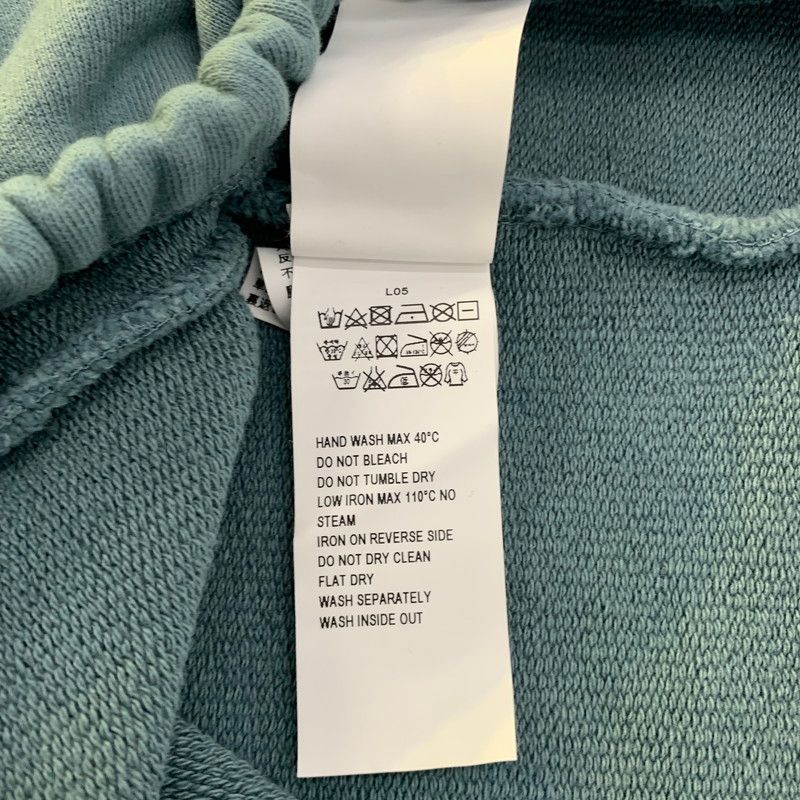 L05
HAND WASH MAX 40°C
DO NOT BLEACH
DO NOT TUMBLE DRY
LOW IRON MAX 110°C NO
STEAM
IRON ON REVERSE SIDE
DO NOT DRY CLEAN
FLAT DRY
WASH SEPARATELY
WASH INSIDE OUT